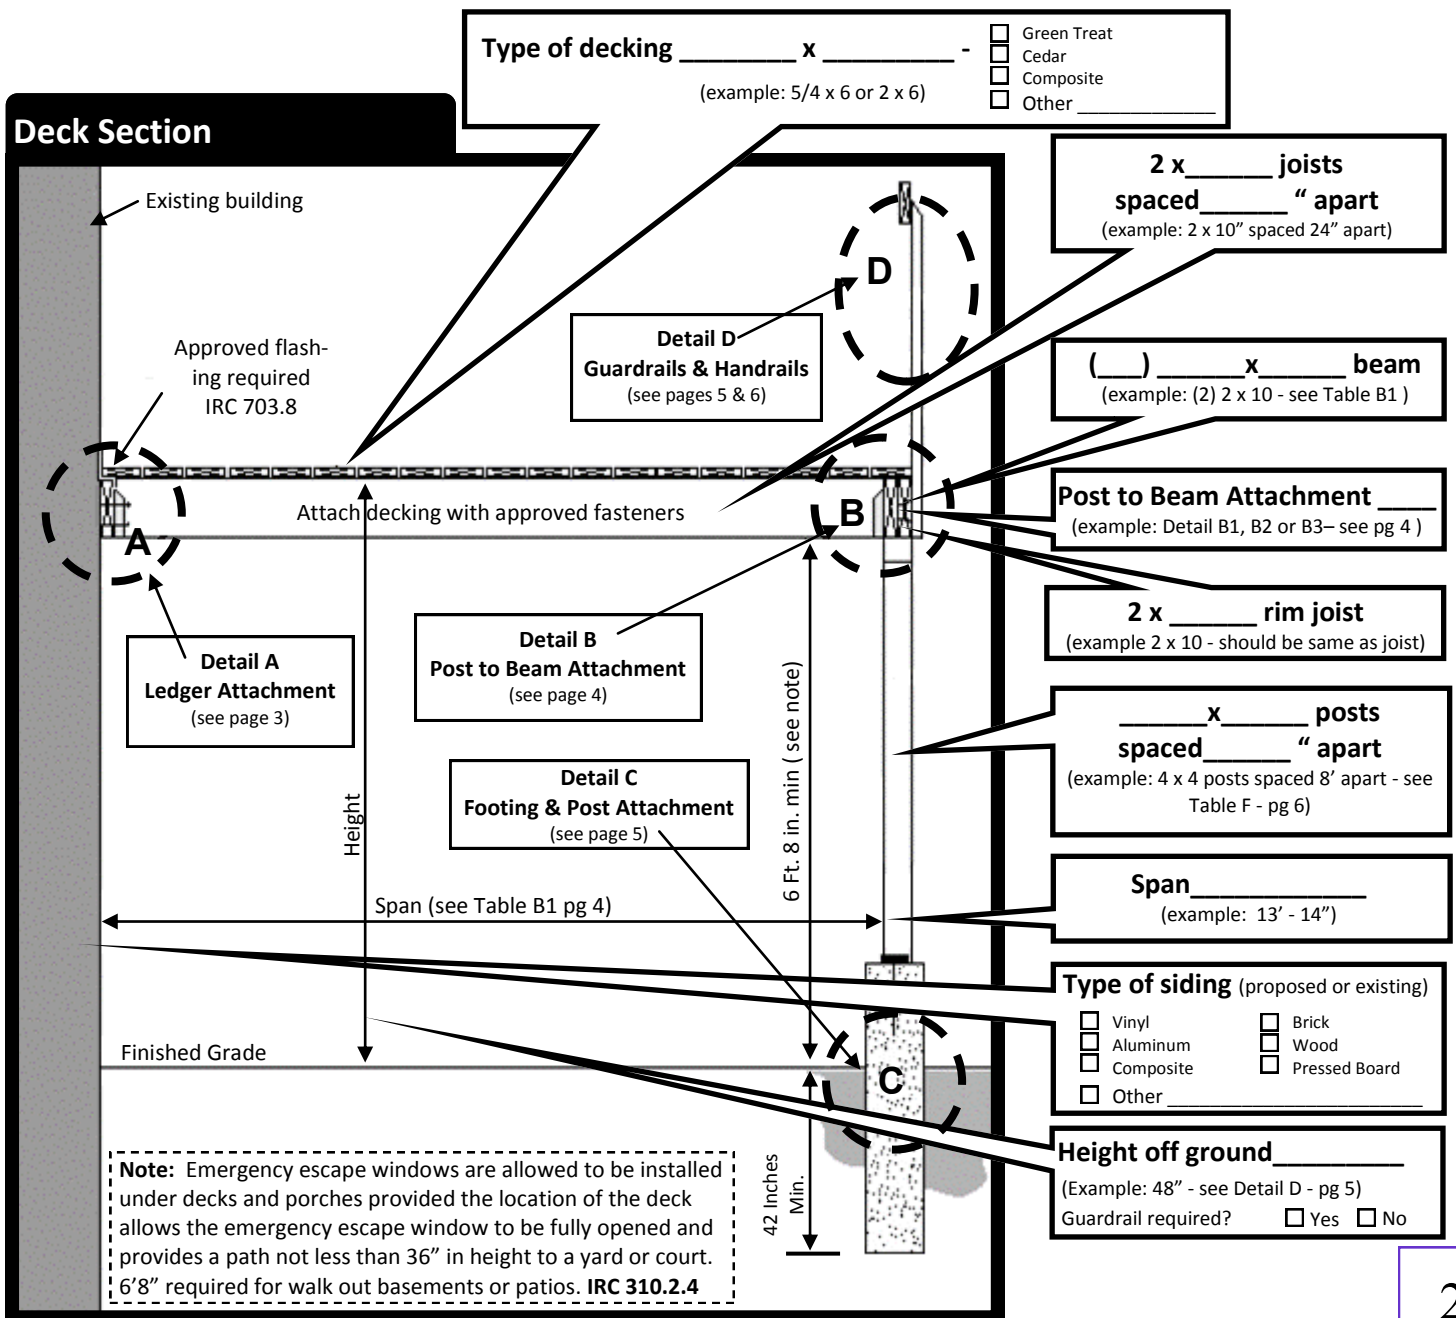 Type of decking ________ x _________ -
Green Treat
Cedar
Composite
Other _____________
(example: 5/4 x 6 or 2 x 6)
Deck Section
2 x______ joists
spaced______ “ apart
(example: 2 x 10” spaced 24” apart)
Existing building
D
Approved flash-
ing required
IRC 703.8
Detail D
Guardrails & Handrails
(see pages 5 & 6)
(___) ______x______ beam
(example: (2) 2 x 10 - see Table B1 )
Post to Beam Attachment ____
(example: Detail B1, B2 or B3– see pg 4 )
Attach decking with approved fasteners
A
B
2 x ______ rim joist
(example 2 x 10 - should be same as joist)
Detail A
Ledger Attachment
(see page 3)
Detail B
Post to Beam Attachment
(see page 4)
6 Ft. 8 in. min ( see note)
______x______ posts
spaced______ “ apart
(example: 4 x 4 posts spaced 8’ apart - see
Table F - pg 6)
Detail C
Footing & Post Attachment
(see page 5)
Height
Span_____________
(example:  13’ - 14”)
Span (see Table B1 pg 4)
Type of siding (proposed or existing)
Vinyl
Brick
Aluminum
Wood
Composite
Pressed Board
Other ________________________
Finished Grade
C
Height off ground_________
(Example: 48” - see Detail D - pg 5)
Guardrail required? Yes No
42 Inches
Min.
Note:  Emergency escape windows are allowed to be installed
under decks and porches provided the location of the deck
allows the emergency escape window to be fully opened and
provides a path not less than 36” in height to a yard or court.
6’8” required for walk out basements or patios. IRC 310.2.4
2